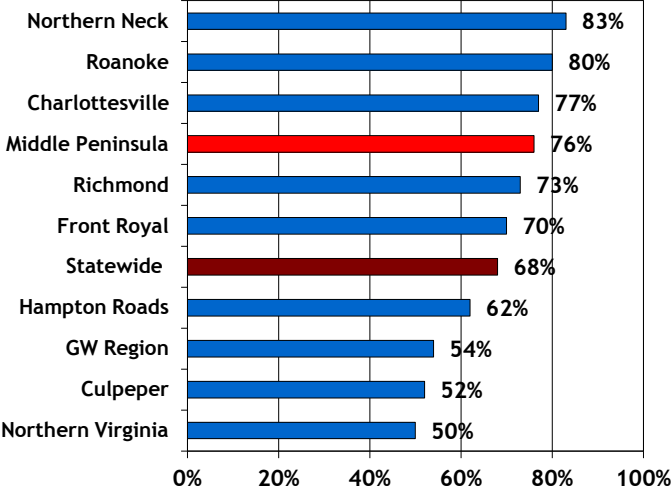 Northern Neck 83%
Roanoke 80%
Charlottesville 77%
Middle Peninsula 76%
Richmond 73%
Front Royal 70%
Statewide 68%
Hampton Roads 62%
GW Region 54%
Culpeper 52%
Northern Virginia 50%
0% 20% 40% 60% 80% 100%